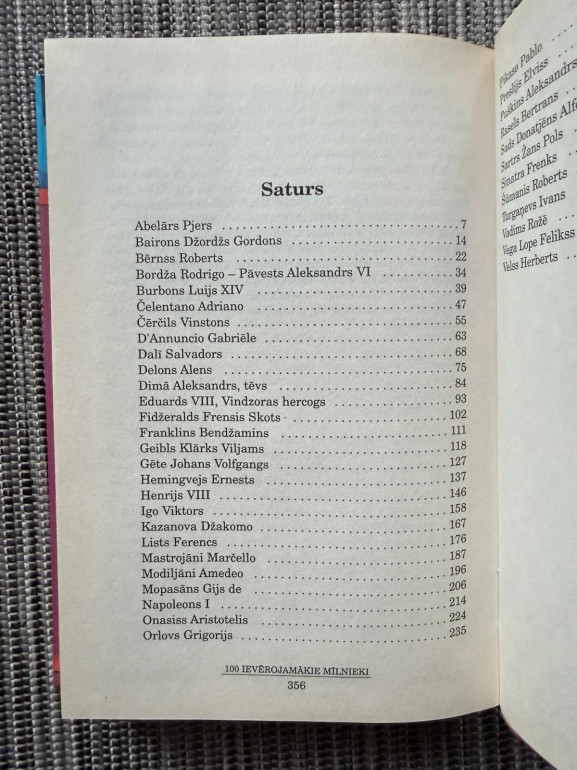 Saturs
Abelārs Pjers ........................................ 7
Bairons Džordžs Gordons ........................... 14
Bērnss Roberts .................................... 22
Bordža Rodrigo – Pāvests Aleksandrs VI ............ 34
Burbons Luijs XIV ................................. 39
Čelentano Adriano ................................. 47
Čērčils Vinstons .................................. 55
D'Annuncio Gabriēle ............................... 63
Dalī Salvadors .................................... 68
Delons Alens ...................................... 75
Dimā Aleksandrs, tēvs ............................. 84
Eduards VIII, Vindzoras hercogs ................... 93
Fidžeralds Frensis Skots ......................... 102
Franklins Bendžamins ............................. 111
Geibls Klārks Viljams ............................ 118
Gēte Johans Volfgangs ............................ 127
Hemingvejs Ernests ............................... 137
Henrijs VIII ..................................... 146
Igo Viktors ...................................... 158
Kazanova Džakomo ................................. 167
Lists Ferencs .................................... 176
Mastrojāni Marčello .............................. 187
Modiljāni Amedeo ................................. 196
Mopasāns Gijs de ................................. 206
Napoleons I ...................................... 214
Onasiss Aristotelis .............................. 224
Orlovs Grigorijs ................................. 235
100 IEVĒROJAMĀKIE MĪLNIEKI
356
Pikaso Pablo ....
Preslijs Elviss ....
Puškins Aleksandrs
Rasels Bertrans ...
Sads Donatjēns
Sartrs Žans Pols
Sinatra Frenks ..
Šūmanis Roberts ..
Turgaņevs Ivans
Vadims Rožē ...
Vega Lope Felikss
Velss Herberts ....